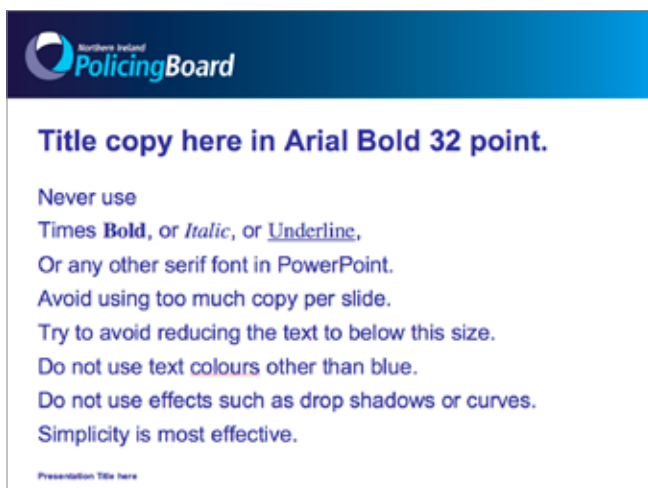 Northern Ireland
PolicingBoard
Title copy here in Arial Bold 32 point.
Never use
Times Bold, or Italic, or Underline,
Or any other serif font in PowerPoint.
Avoid using too much copy per slide.
Try to avoid reducing the text to below this size.
Do not use text colours other than blue.
Do not use effects such as drop shadows or curves.
Simplicity is most effective.
Presentation Title here